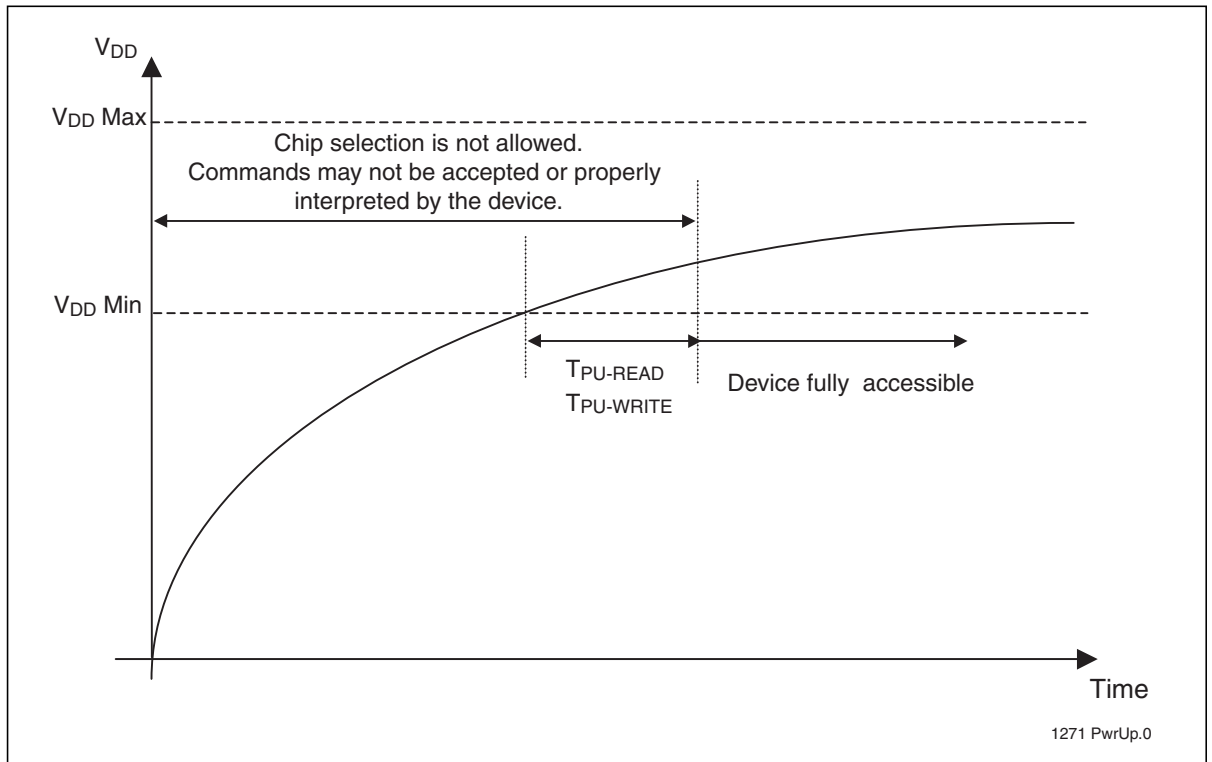 VDD
VDD Max
Chip selection is not allowed.
Commands may not be accepted or properly
interpreted by the device.
VDD Min
TPU-READ
TPU-WRITE
Device fully accessible
Time
1271 PwrUp.0